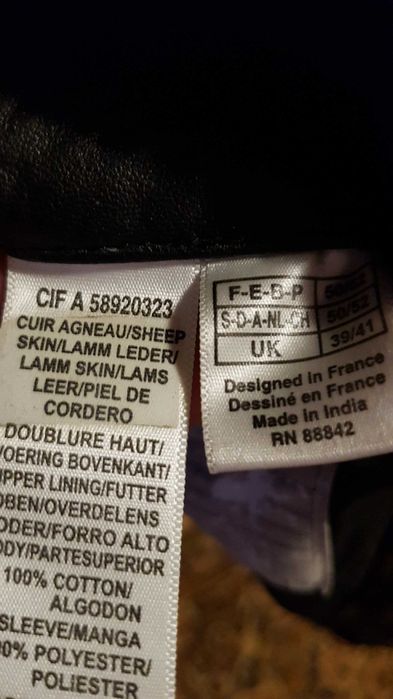 CIF A 58920323
CUIR AGNEAU/SHEEP
SKIN/LAMM LEDER/
LAMM SKIN/LAMS
LEER/PIEL DE
CORDERO
DOUBLURE HAUT/
VOERING BOVENKANT/
UPPER LINING/FUTTER
OBEN/OVERDELENS
ODER/FORRO ALTO
ODY/PARTESUPERIOR
100% COTTON/
ALGODON
SLEEVE/MANGA
00% POLYESTER/
POLIESTER
F-E-B-P
S-D-A-NL-CH 50/52
UK 39/41
Designed in France
Dessiné en France
Made in India
RN 88842